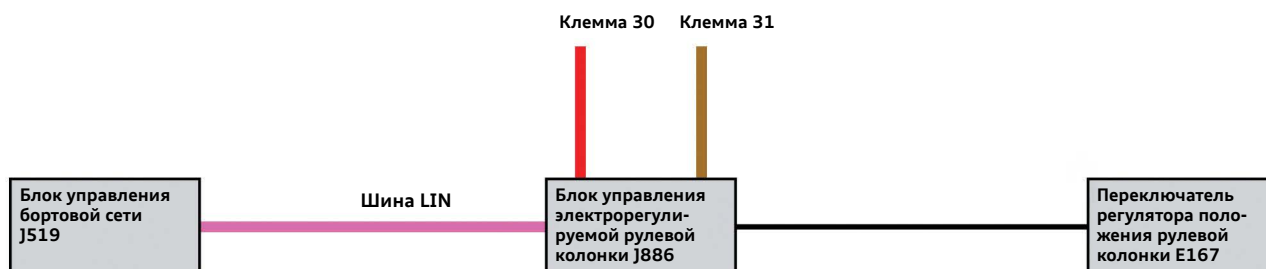 Клемма 30 Клемма 31
Шина LIN
Блок управления
бортовой сети
J519
Блок управления
электрорегули-
руемой рулевой
колонки J886
Переключатель
регулятора поло-
жения рулевой
колонки E167